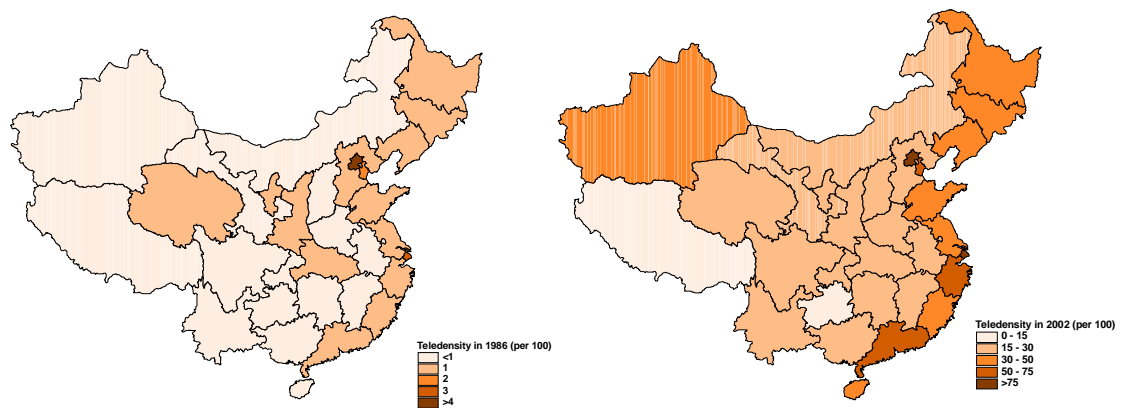 Teledensity in 1986 (per 100)
<1
1
2
3
>4
Teledensity in 2002 (per 100)
0 - 15
15 - 30
30 - 50
50 - 75
>75